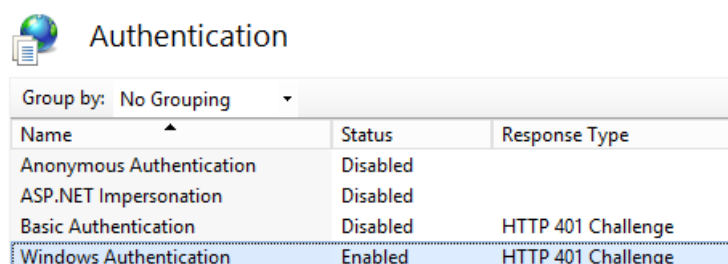 Authentication
Group by: No Grouping
Name Status Response Type
Anonymous Authentication Disabled
ASP.NET Impersonation Disabled
Basic Authentication Disabled HTTP 401 Challenge
Windows Authentication Enabled HTTP 401 Challenge